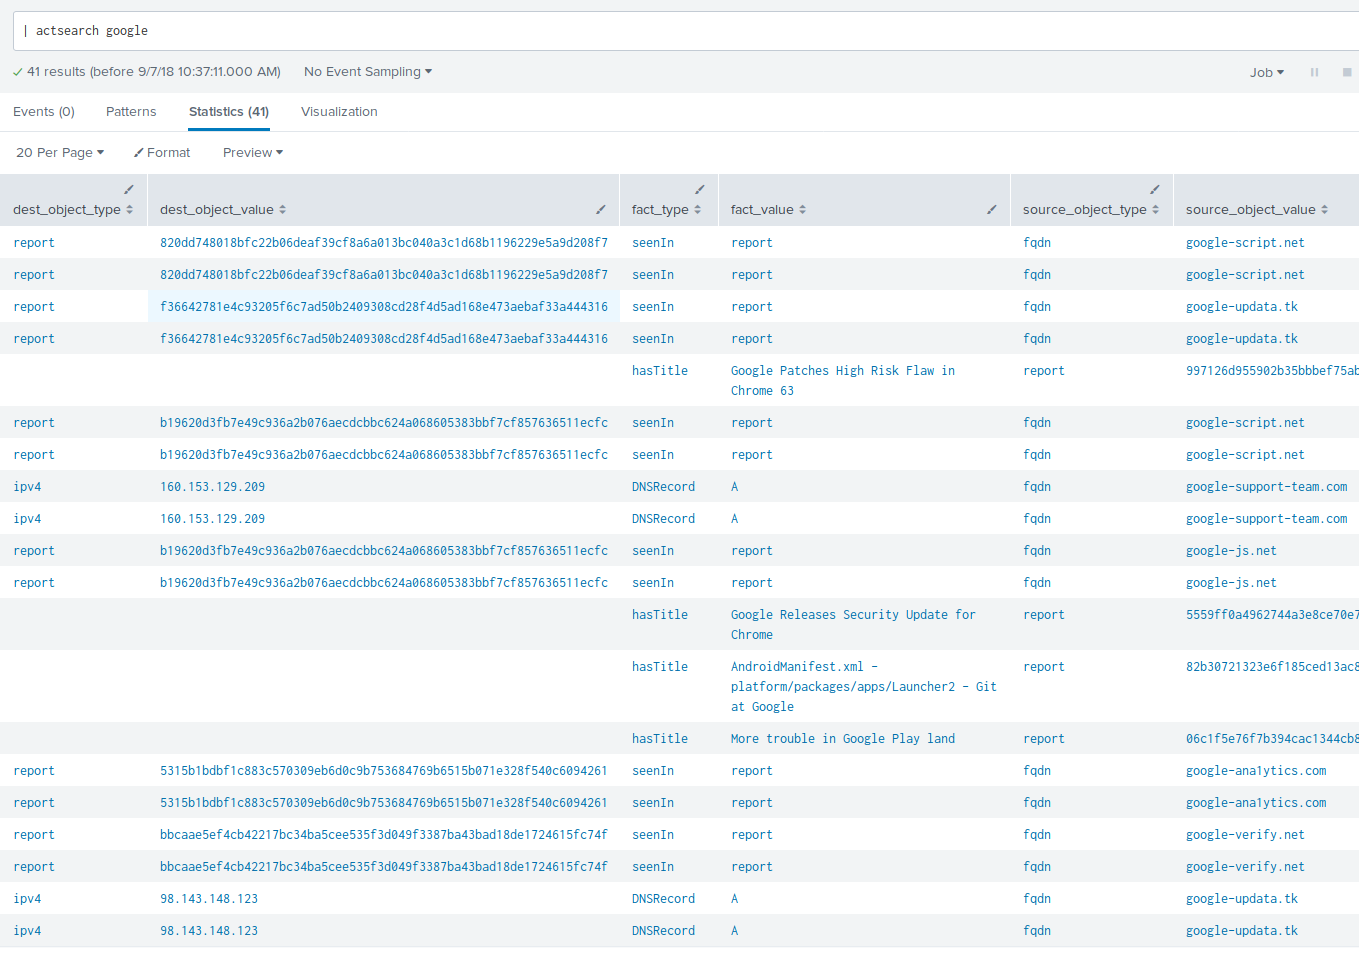 | actsearch google
41 results (before 9/7/18 10:37:11.000 AM) No Event Sampling Job
Events (0) Patterns Statistics (41) Visualization
20 Per Page Format Preview
dest_object_type dest_object_value fact_type fact_value source_object_type source_object_value
report 820dd748018bfc22b06deaf39cf8a6a013bc040a3c1d68b1196229e5a9d208f7 seenIn report fqdn google-script.net
report 820dd748018bfc22b06deaf39cf8a6a013bc040a3c1d68b1196229e5a9d208f7 seenIn report fqdn google-script.net
report f36642781e4c93205f6c7ad50b2409308cd28f4d5ad168e473aebaf33a444316 seenIn report fqdn google-updata.tk
report f36642781e4c93205f6c7ad50b2409308cd28f4d5ad168e473aebaf33a444316 seenIn report fqdn google-updata.tk
hasTitle Google Patches High Risk Flaw in report 997126d955902b35bbbef75ab
Chrome 63
report b19620d3fb7e49c936a2b076aecdcbbc624a068605383bbf7cf857636511ecfc seenIn report fqdn google-script.net
report b19620d3fb7e49c936a2b076aecdcbbc624a068605383bbf7cf857636511ecfc seenIn report fqdn google-script.net
ipv4 160.153.129.209 DNSRecord A fqdn google-support-team.com
ipv4 160.153.129.209 DNSRecord A fqdn google-support-team.com
report b19620d3fb7e49c936a2b076aecdcbbc624a068605383bbf7cf857636511ecfc seenIn report fqdn google-js.net
report b19620d3fb7e49c936a2b076aecdcbbc624a068605383bbf7cf857636511ecfc seenIn report fqdn google-js.net
hasTitle Google Releases Security Update for report 5559ff0a4962744a3e8ce70e7
Chrome
hasTitle AndroidManifest.xml - report 82b30721323e6f185ced13ac8
platform/packages/apps/Launcher2 - Git
at Google
hasTitle More trouble in Google Play land report 06c1f5e76f7b394cac1344cb8
report 5315b1bdbf1c883c570309eb6d0c9b753684769b6515b071e328f540c6094261 seenIn report fqdn google-ana1ytics.com
report 5315b1bdbf1c883c570309eb6d0c9b753684769b6515b071e328f540c6094261 seenIn report fqdn google-ana1ytics.com
report bbcaae5ef4cb42217bc34ba5cee535f3d049f3387ba43bad18de1724615fc74f seenIn report fqdn google-verify.net
report bbcaae5ef4cb42217bc34ba5cee535f3d049f3387ba43bad18de1724615fc74f seenIn report fqdn google-verify.net
ipv4 98.143.148.123 DNSRecord A fqdn google-updata.tk
ipv4 98.143.148.123 DNSRecord A fqdn google-updata.tk